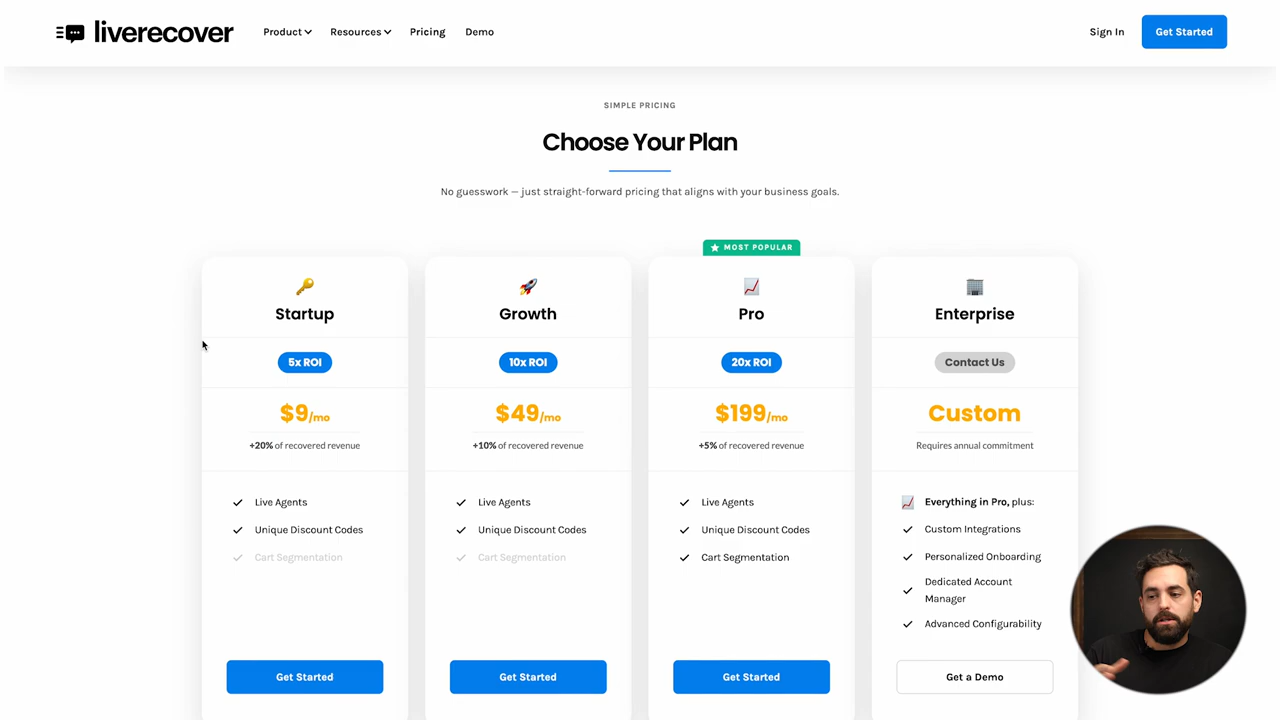 liverecover
Product
Resources
Pricing
Demo
Sign In
Get Started
SIMPLE PRICING
Choose Your Plan
No guesswork — just straight-forward pricing that aligns with your business goals.
MOST POPULAR
Startup
5x ROI
$9/mo
+20% of recovered revenue
Live Agents
Unique Discount Codes
Cart Segmentation
Get Started
Growth
10x ROI
$49/mo
+10% of recovered revenue
Live Agents
Unique Discount Codes
Cart Segmentation
Get Started
Pro
20x ROI
$199/mo
+5% of recovered revenue
Live Agents
Unique Discount Codes
Cart Segmentation
Get Started
Enterprise
Contact Us
Custom
Requires annual commitment
Everything in Pro, plus:
Custom Integrations
Personalized Onboarding
Dedicated Account
Manager
Advanced Configurability
Get a Demo